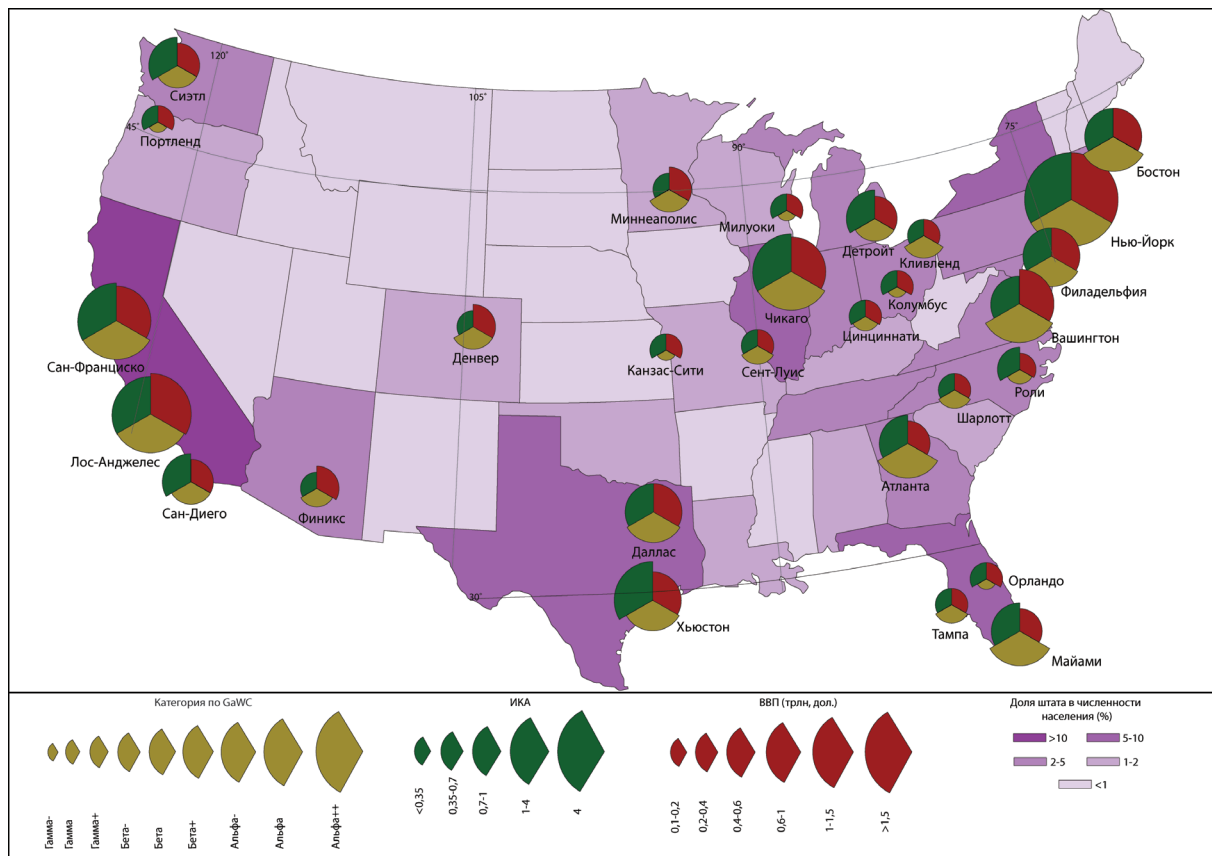 120°
Сиэтл
45°
Портленд
105°
90°
75°
Бостон
Миннеаполис
Милуоки
Детройт
Кливленд
Нью-Йорк
Филадельфия
Чикаго
Колумбус
Цинциннати
Вашингтон
Сан-Франциско
Денвер
Канзас-Сити
Сент-Луис
Роли
Шарлотт
Лос-Анджелес
Атланта
Сан-Диего
Финикс
Даллас
30°
Хьюстон
Орландо
Тампа
Майами
Категория по GaWC
Гамма-
Гамма
Гамма+
Бета-
Бета
Бета+
Альфа-
Альфа
Альфа++
ИКА
<0,35
0,35-0,7
0,7-1
1-4
4
ВВП (трлн, дол.)
0,1-0,2
0,2-0,4
0,4-0,6
0,6-1
1-1,5
>1,5
Доля штата в численности
населения (%)
>10
5-10
2-5
1-2
<1